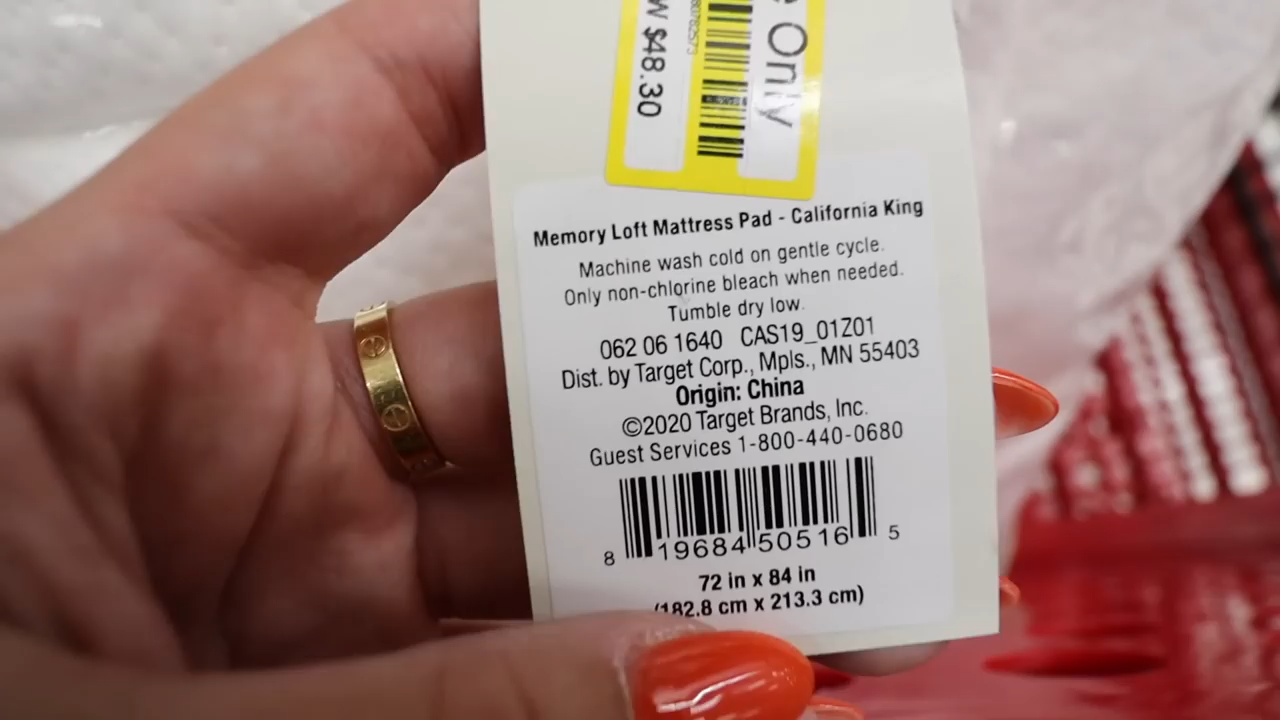 W $48.30
80782573
Only
Memory Loft Mattress Pad - California King
Machine wash cold on gentle cycle.
Only non-chlorine bleach when needed.
Tumble dry low.
062 06 1640 CAS19_01Z01
Dist. by Target Corp., Mpls., MN 55403
Origin: China
©2020 Target Brands, Inc.
Guest Services 1-800-440-0680
8 19684 50516 5
72 in x 84 in
(182.8 cm x 213.3 cm)